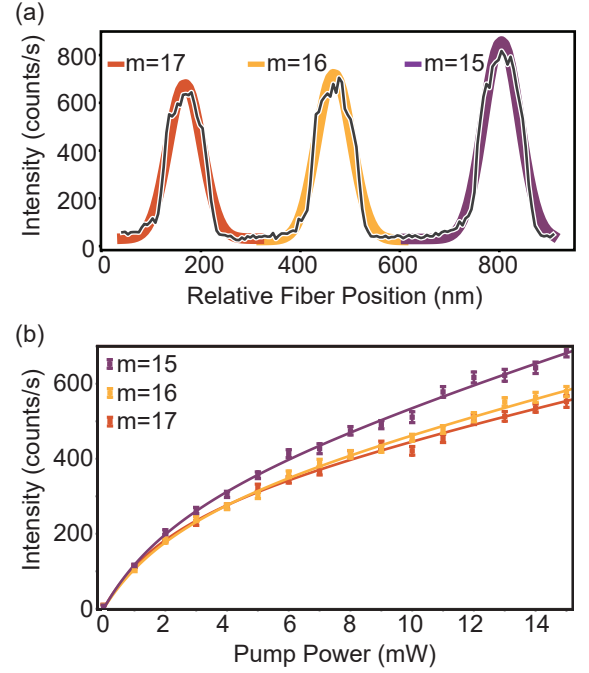 (a)
Intensity (counts/s)
800
600
400
200
0
m=17
m=16
m=15
0
200
400
600
800
Relative Fiber Position (nm)
(b)
Intensity (counts/s)
600
400
200
0
m=15
m=16
m=17
0
2
4
6
8
10
12
14
Pump Power (mW)